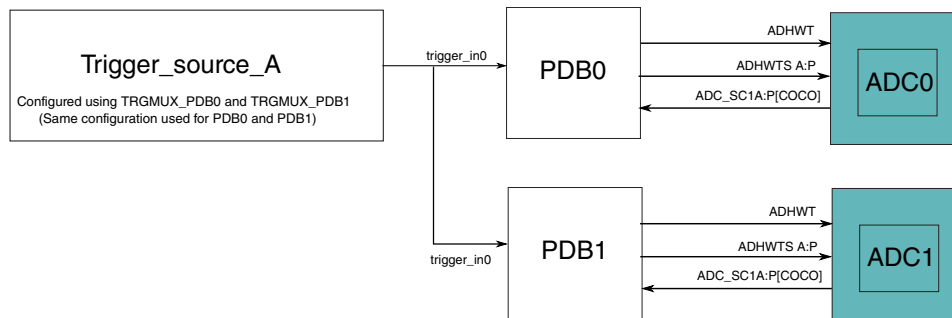 Trigger_source_A
Configured using TRGMUX_PDB0 and TRGMUX_PDB1
(Same configuration used for PDB0 and PDB1)
trigger_in0
PDB0
ADHWT
ADHWTS A:P
ADC_SC1A:P[COCO]
ADC0
trigger_in0
PDB1
ADHWT
ADHWTS A:P
ADC_SC1A:P[COCO]
ADC1